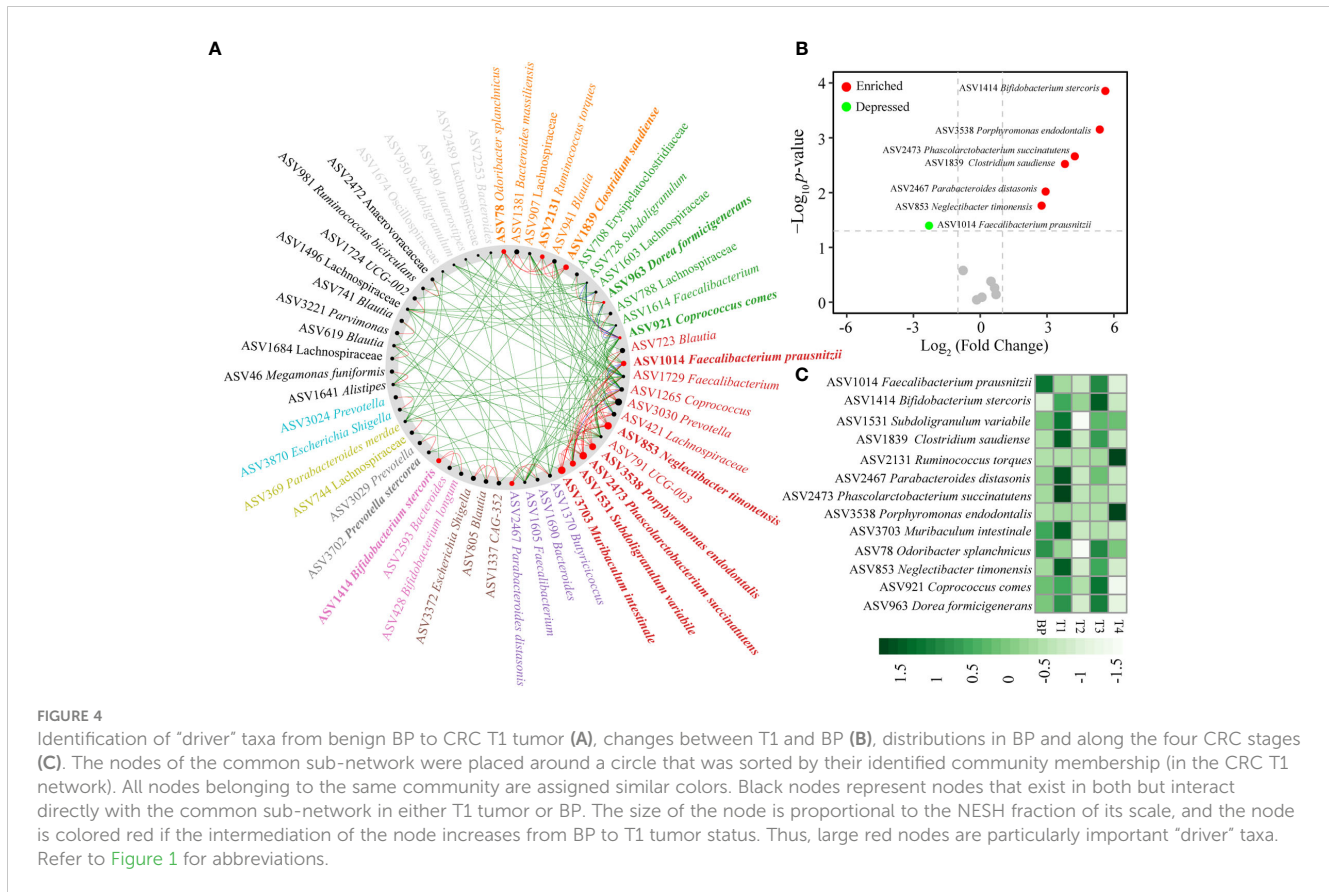 A
ASV981 Ruminococcus bicirculans
ASV2472 Anaerovoracaceae
ASV1724 UCG-002
ASV1496 Lachnospiraceae
ASV741 Blautia
ASV3221 Parvimonas
ASV619 Blautia
ASV1684 Lachnospiraceae
ASV46 Megamonas funiformis
ASV1641 Alistipes
ASV3024 Prevotella
ASV3870 Escherichia Shigella
ASV369 Parabacteroides merdae
ASV744 Lachnospiraceae
ASV3029 Prevotella
ASV3702 Prevotella stercorea
ASV1414 Bifidobacterium stercoris
ASV2593 Bacteroides
ASV428 Bifidobacterium longum
ASV3372 Escherichia Shigella
ASV805 Blautia
ASV1337 CAG-352
ASV2467 Parabacteroides distasonis
ASV1605 Faecalibacterium
ASV1690 Bacteroides
ASV1370 Butyricicoccus
ASV3703 Muribaculum intestinale
ASV1531 Subdoligranulum variabile
ASV2473 Phascolarctobacterium succinatutens
ASV3538 Porphyromonas endodontalis
ASV791 UCG-003
ASV853 Neglectibacter timonensis
ASV421 Lachnospiraceae
ASV3030 Prevotella
ASV1265 Coprococcus
ASV1729 Faecalibacterium
ASV1014 Faecalibacterium prausnitzii
ASV723 Blautia
ASV921 Coprococcus comes
ASV1614 Faecalibacterium
ASV788 Lachnospiraceae
ASV963 Dorea formicigenerans
ASV1603 Lachnospiraceae
ASV728 Subdoligranulum
ASV708 Erysipelatoclostridiaceae
ASV1839 Clostridium saudiense
ASV941 Blautia
ASV2131 Ruminococcus torques
ASV907 Lachnospiraceae
ASV1381 Bacteroides massiliensis
ASV78 Odoribacter splanchnicus
ASV2253 Bacteroides
ASV2489 Lachnospiraceae
ASV490 Anaerostipes
ASV950 Subdoligranulum
ASV1674 Oscillospiraceae
B
4
3
2
1
0
−Log10 p-value
Enriched
Depressed
ASV1414 Bifidobacterium stercoris
ASV3538 Porphyromonas endodontalis
ASV2473 Phascolarctobacterium succinatutens
ASV1839 Clostridium saudiense
ASV2467 Parabacteroides distasonis
ASV853 Neglectibacter timonensis
ASV1014 Faecalibacterium prausnitzii
-6 -3 0 3 6
Log2 (Fold Change)
C
ASV1014 Faecalibacterium prausnitzii
ASV1414 Bifidobacterium stercoris
ASV1531 Subdoligranulum variabile
ASV1839 Clostridium saudiense
ASV2131 Ruminococcus torques
ASV2467 Parabacteroides distasonis
ASV2473 Phascolarctobacterium succinatutens
ASV3538 Porphyromonas endodontalis
ASV3703 Muribaculum intestinale
ASV78 Odoribacter splanchnicus
ASV853 Neglectibacter timonensis
ASV921 Coprococcus comes
ASV963 Dorea formicigenerans
BP T1 T2 T3 T4
1.5 1 0.5 0 -0.5 -1 -1.5
FIGURE 4
Identification of “driver” taxa from benign BP to CRC T1 tumor (A), changes between T1 and BP (B), distributions in BP and along the four CRC stages
(C). The nodes of the common sub-network were placed around a circle that was sorted by their identified community membership (in the CRC T1
network). All nodes belonging to the same community are assigned similar colors. Black nodes represent nodes that exist in both but interact
directly with the common sub-network in either T1 tumor or BP. The size of the node is proportional to the NESH fraction of its scale, and the node
is colored red if the intermediation of the node increases from BP to T1 tumor status. Thus, large red nodes are particularly important “driver” taxa.
Refer to Figure 1 for abbreviations.